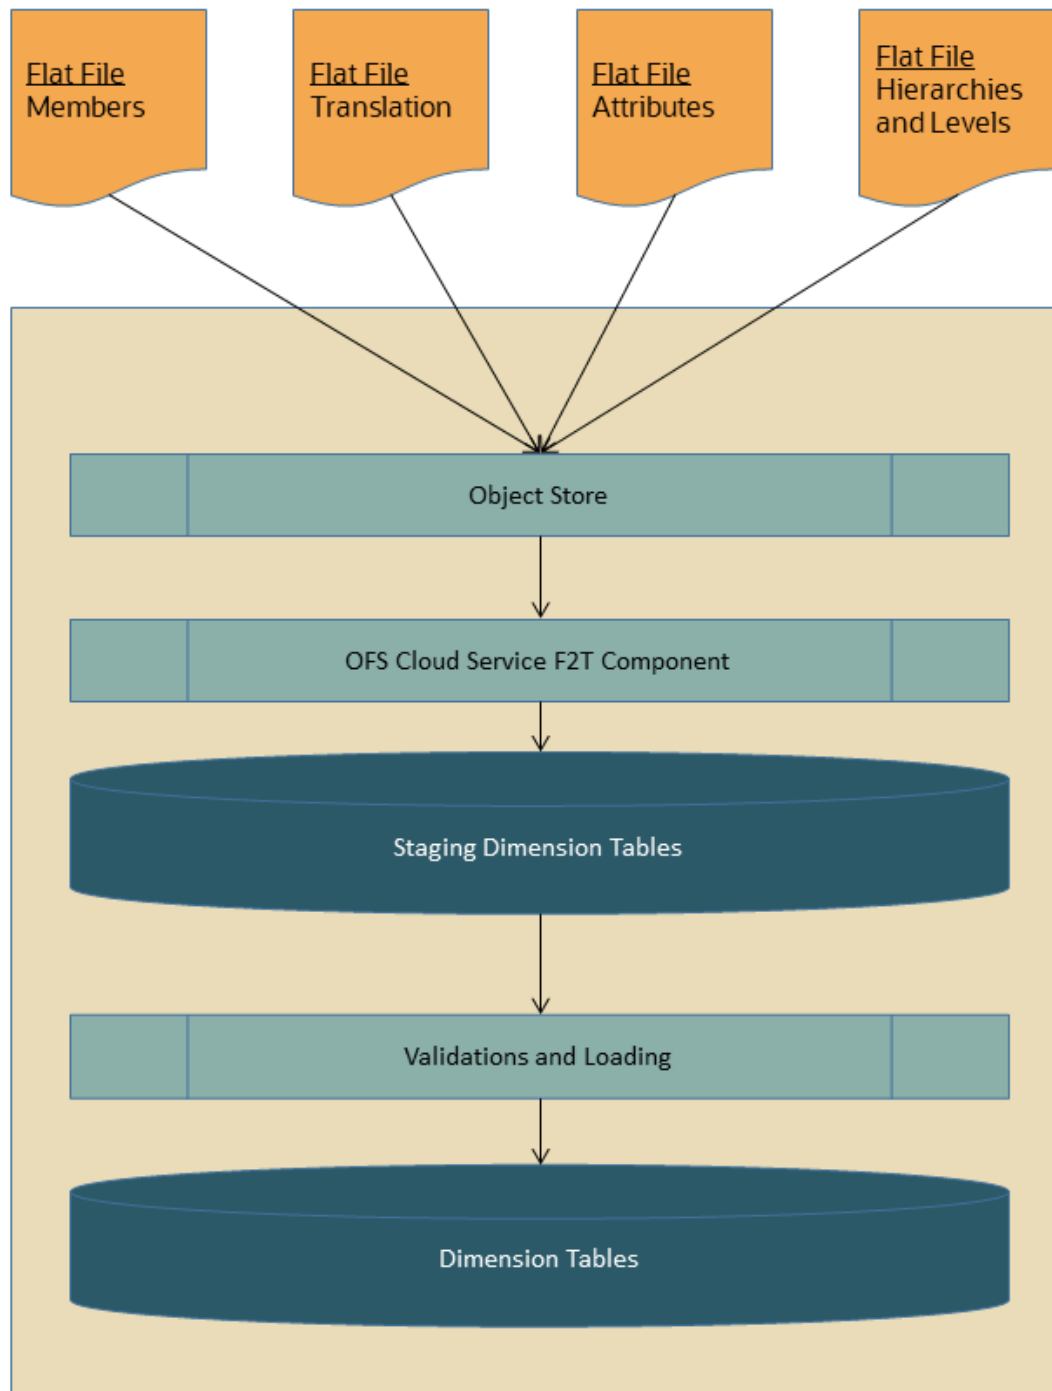 Flat File
Members
Flat File
Translation
Flat File
Attributes
Flat File
Hierarchies
and Levels
Object Store
OFS Cloud Service F2T Component
Staging Dimension Tables
Validations and Loading
Dimension Tables